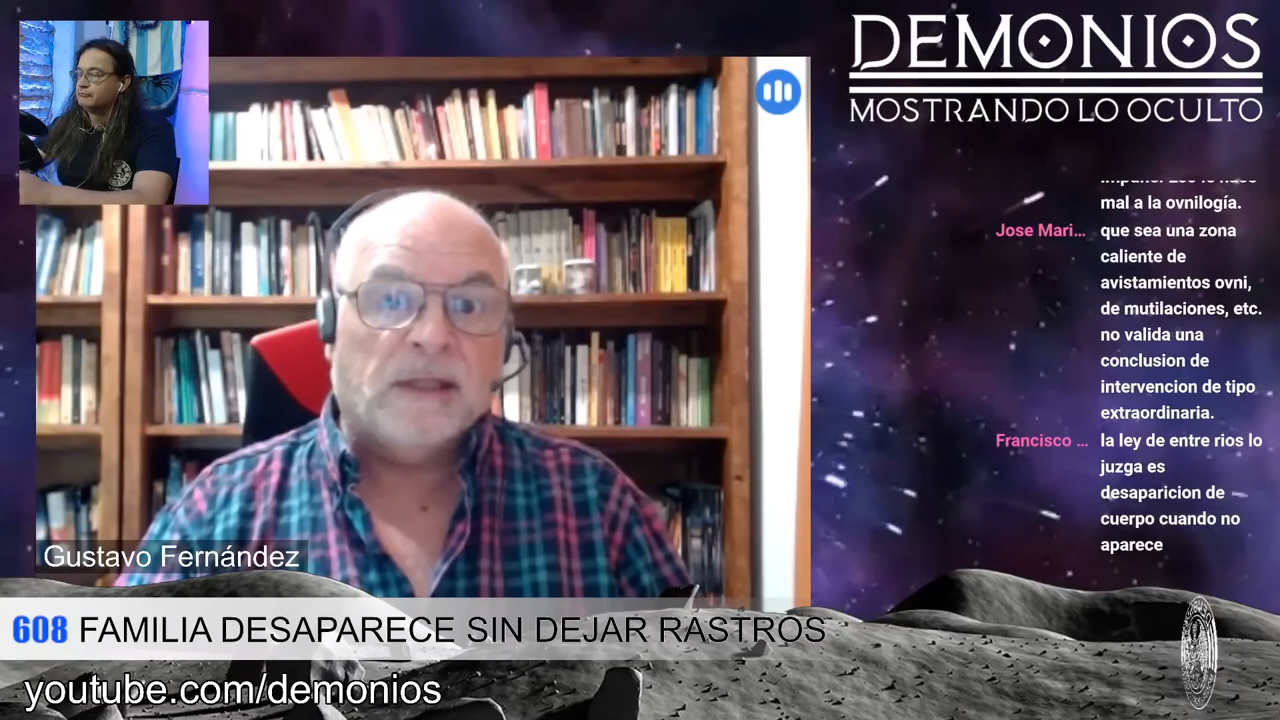 DEMONIOS
MOSTRANDO LO OCULTO
mal a la ovnilogía.
Jose Mari... que sea una zona
caliente de
avistamientos ovni,
de mutilaciones, etc.
no valida una
conclusion de
intervencion de tipo
extraordinaria.
Francisco ... la ley de entre rios lo
juzga es
desaparicion de
cuerpo cuando no
aparece
Gustavo Fernández
608 FAMILIA DESAPARECE SIN DEJAR RASTROS
youtube.com/demonios